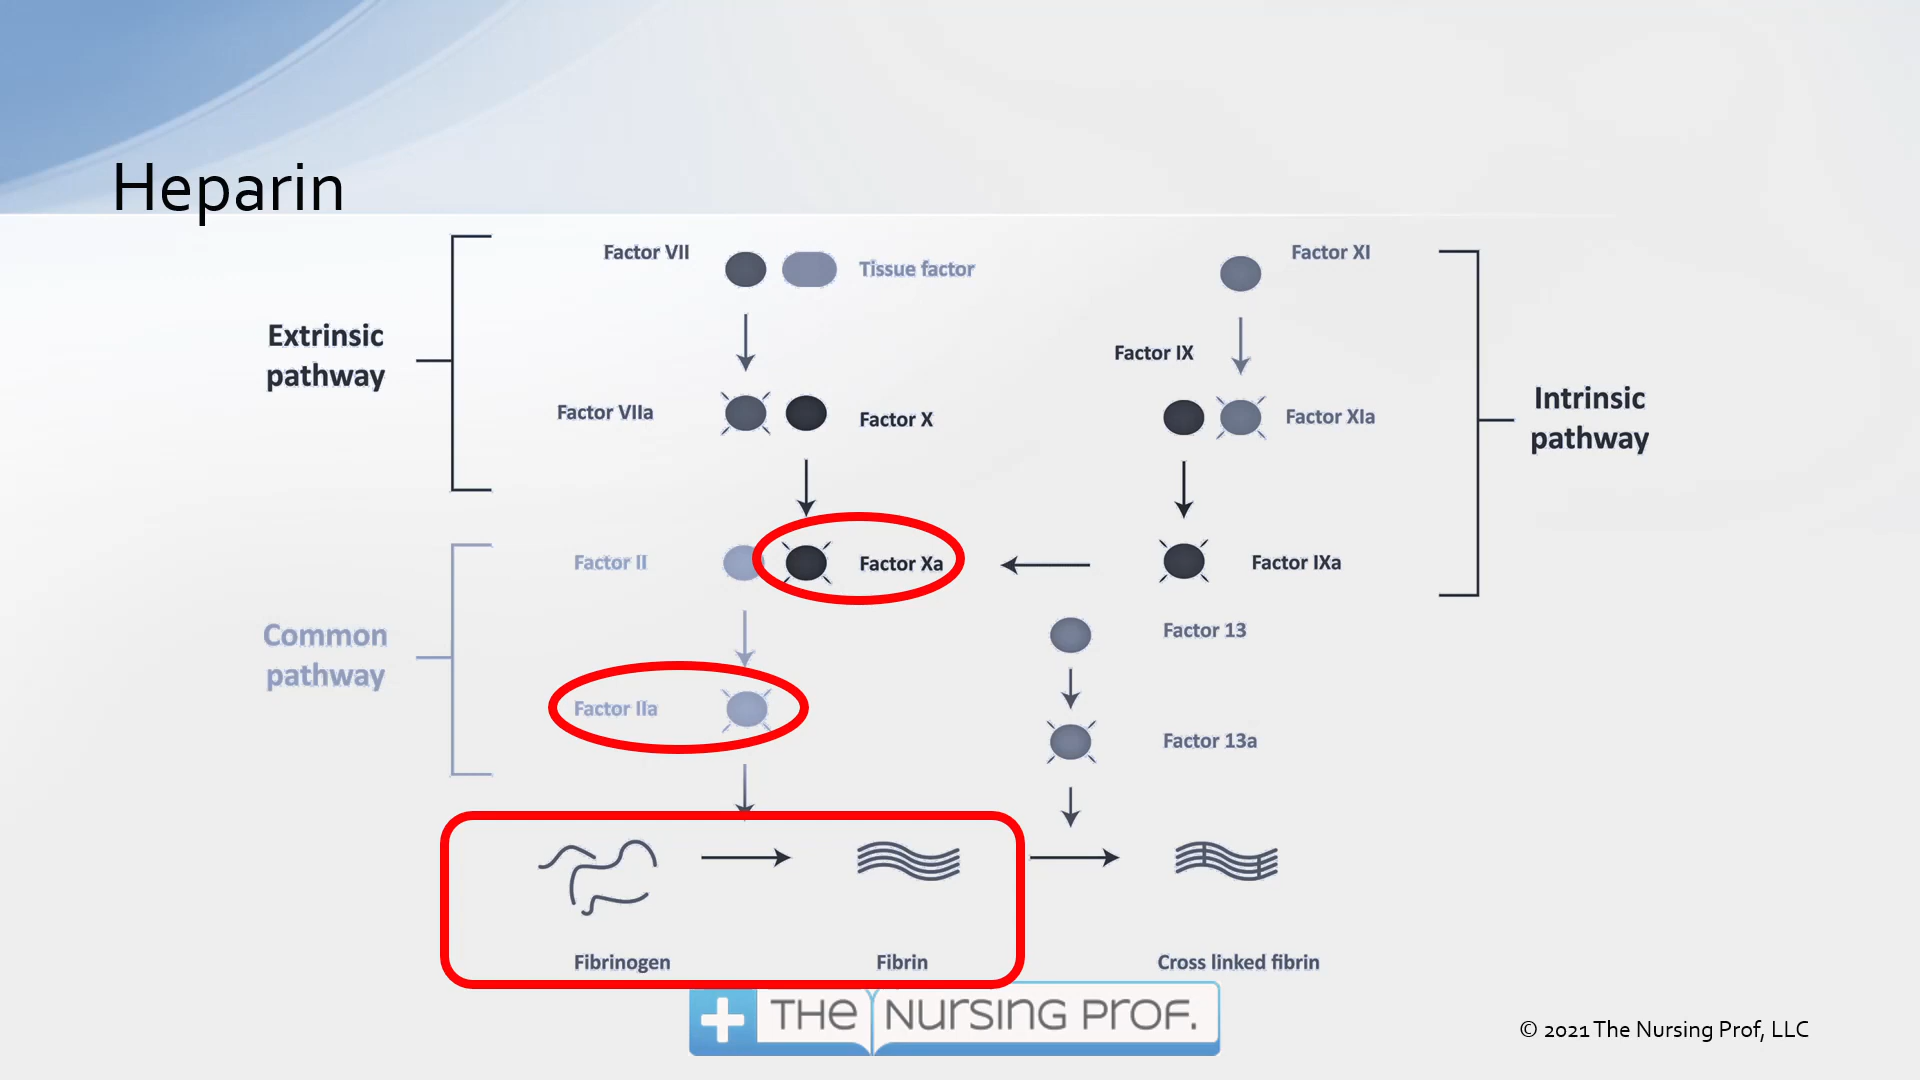 Heparin
Factor VII
Tissue factor
Factor XI
Extrinsic
pathway
Factor IX
Factor VIIa
Factor X
Factor XIa
Intrinsic
pathway
Factor II
Factor Xa
Factor IXa
Common
pathway
Factor 13
Factor IIa
Factor 13a
Fibrinogen
Fibrin
Cross linked fibrin
THE NURSING PROF.
© 2021 The Nursing Prof, LLC